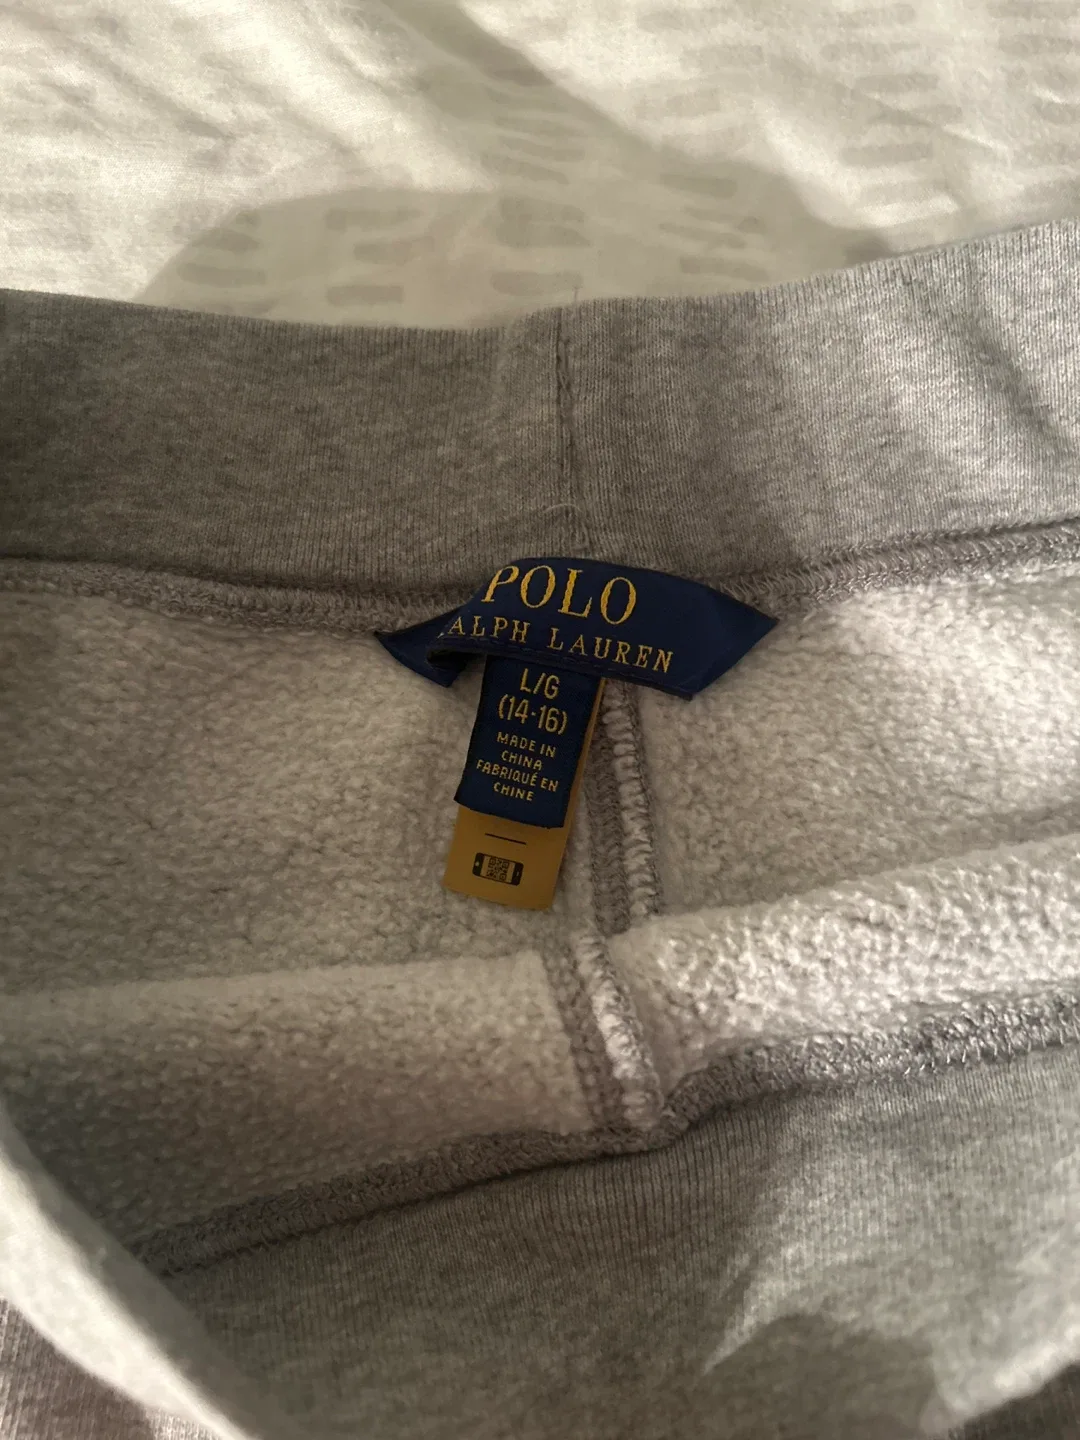 POLO
RALPH LAUREN
L/G
(14-16)
MADE IN
CHINA
FABRIQUÉ EN
CHINE